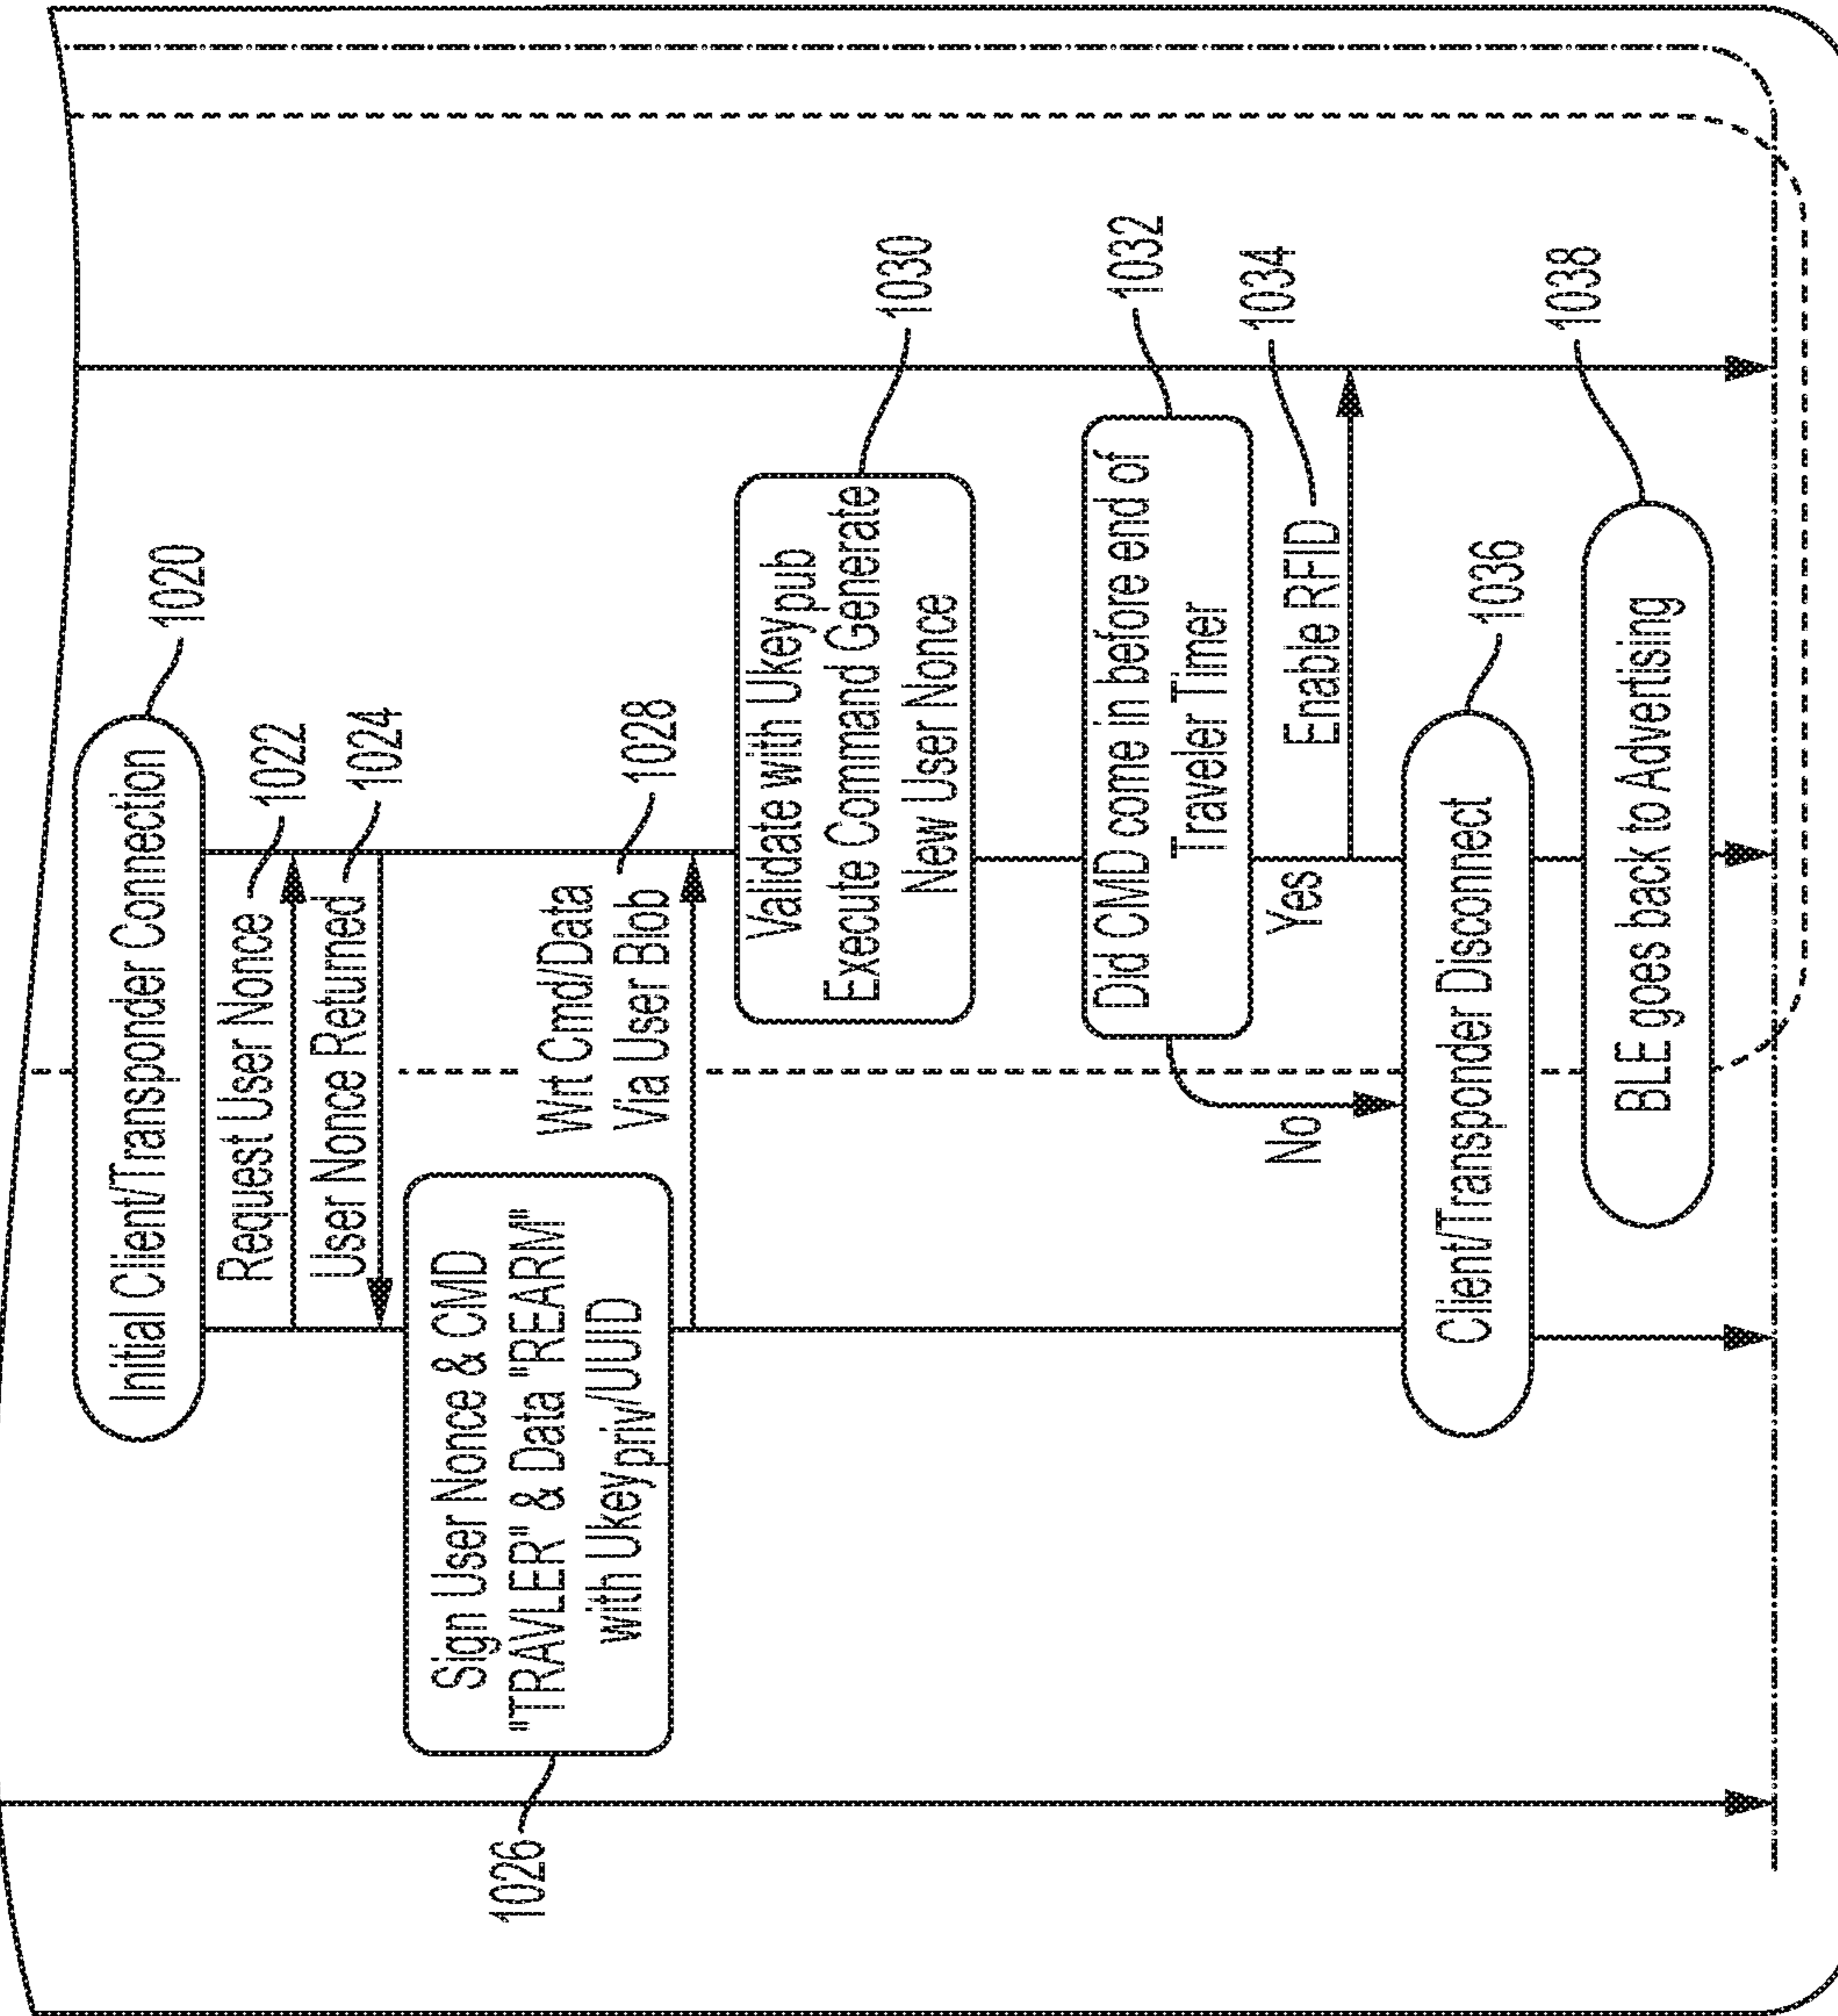 Initial Client/Transponder Connection
1020
Request User Nonce
1022
User Nonce Returned
1024
Sign User Nonce & CMD
"TRAVLER" & Data "REARM"
with Ukeypriv/UUID
1026
Wrt Cmd/Data
Via User Blob
1028
Validate with Ukeypub
Execute Command Generate
New User Nonce
1030
Did CMD come in before end of
Traveler Timer
1032
No
Yes
Enable RFID
1034
Client/Transponder Disconnect
1036
BLE goes back to Advertising
1038